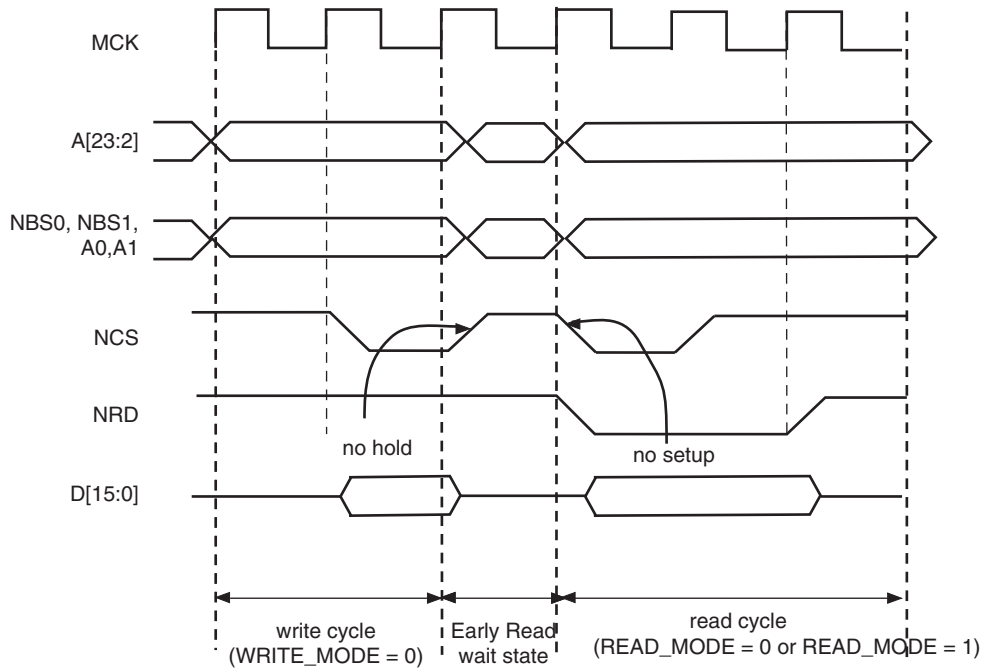 MCK
A[23:2]
NBS0, NBS1,
A0,A1
NCS
NRD
no hold
no setup
D[15:0]
write cycle
(WRITE_MODE = 0)
Early Read
wait state
read cycle
(READ_MODE = 0 or READ_MODE = 1)